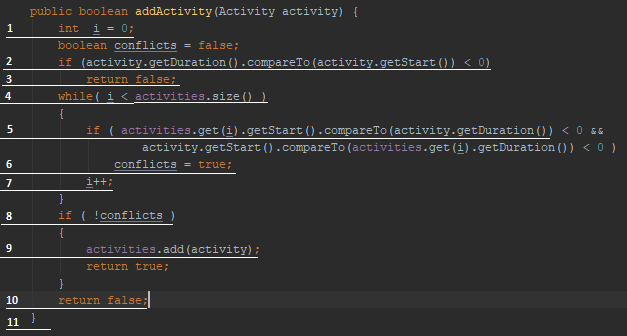 public boolean addActivity(Activity activity) {
1 int i = 0;
boolean conflicts = false;
2 if (activity.getDuration().compareTo(activity.getStart()) < 0)
3 return false;
4 while( i < activities.size() )
{
5 if ( activities.get(i).getStart().compareTo(activity.getDuration()) < 0 &&
activity.getStart().compareTo(activities.get(i).getDuration()) < 0 )
6 conflicts = true;
7 i++;
}
8 if ( !conflicts )
{
9 activities.add(activity);
return true;
}
10 return false;
11 }